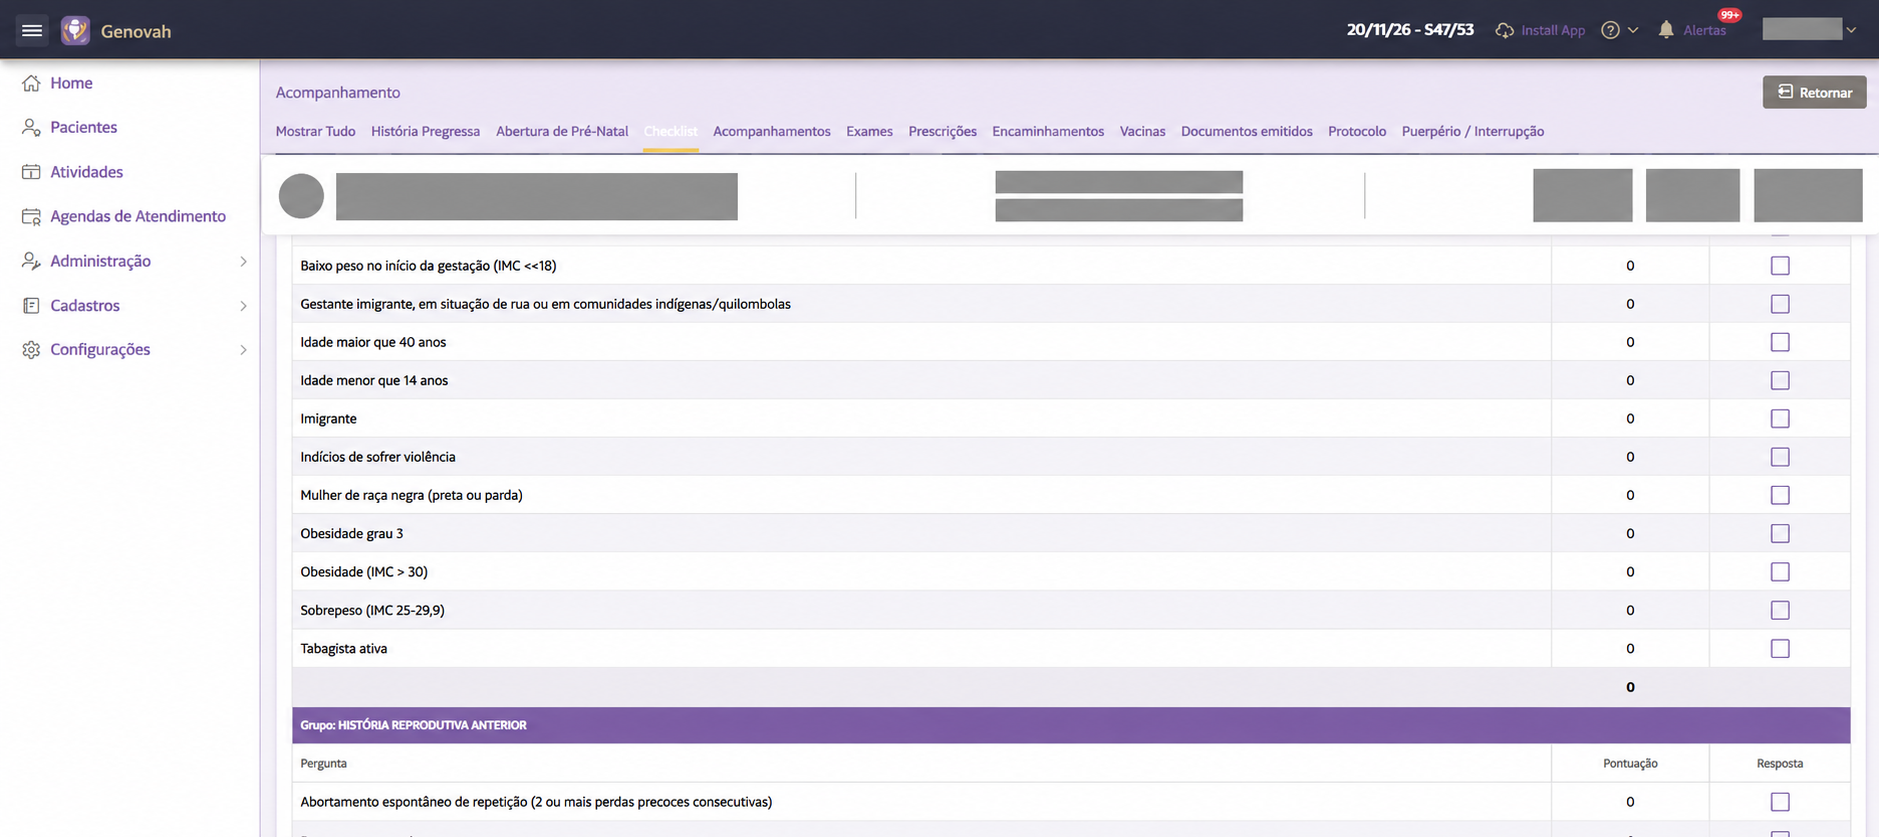 Genovah
20/11/26 - S47/53
Install App
99+
Alertas
Home
Pacientes
Atividades
Agendas de Atendimento
Administração
Cadastros
Configurações
Acompanhamento
Retornar
Mostrar Tudo História Pregressa Abertura de Pré-Natal Checklist Acompanhamentos Exames Prescrições Encaminhamentos Vacinas Documentos emitidos Protocolo Puerpério / Interrupção
Baixo peso no início da gestação (IMC <<18) 0
Gestante imigrante, em situação de rua ou em comunidades indígenas/quilombolas 0
Idade maior que 40 anos 0
Idade menor que 14 anos 0
Imigrante 0
Indícios de sofrer violência 0
Mulher de raça negra (preta ou parda) 0
Obesidade grau 3 0
Obesidade (IMC > 30) 0
Sobrepeso (IMC 25-29,9) 0
Tabagista ativa 0
0
Grupo: HISTÓRIA REPRODUTIVA ANTERIOR
Pergunta Pontuação Resposta
Abortamento espontâneo de repetição (2 ou mais perdas precoces consecutivas) 0